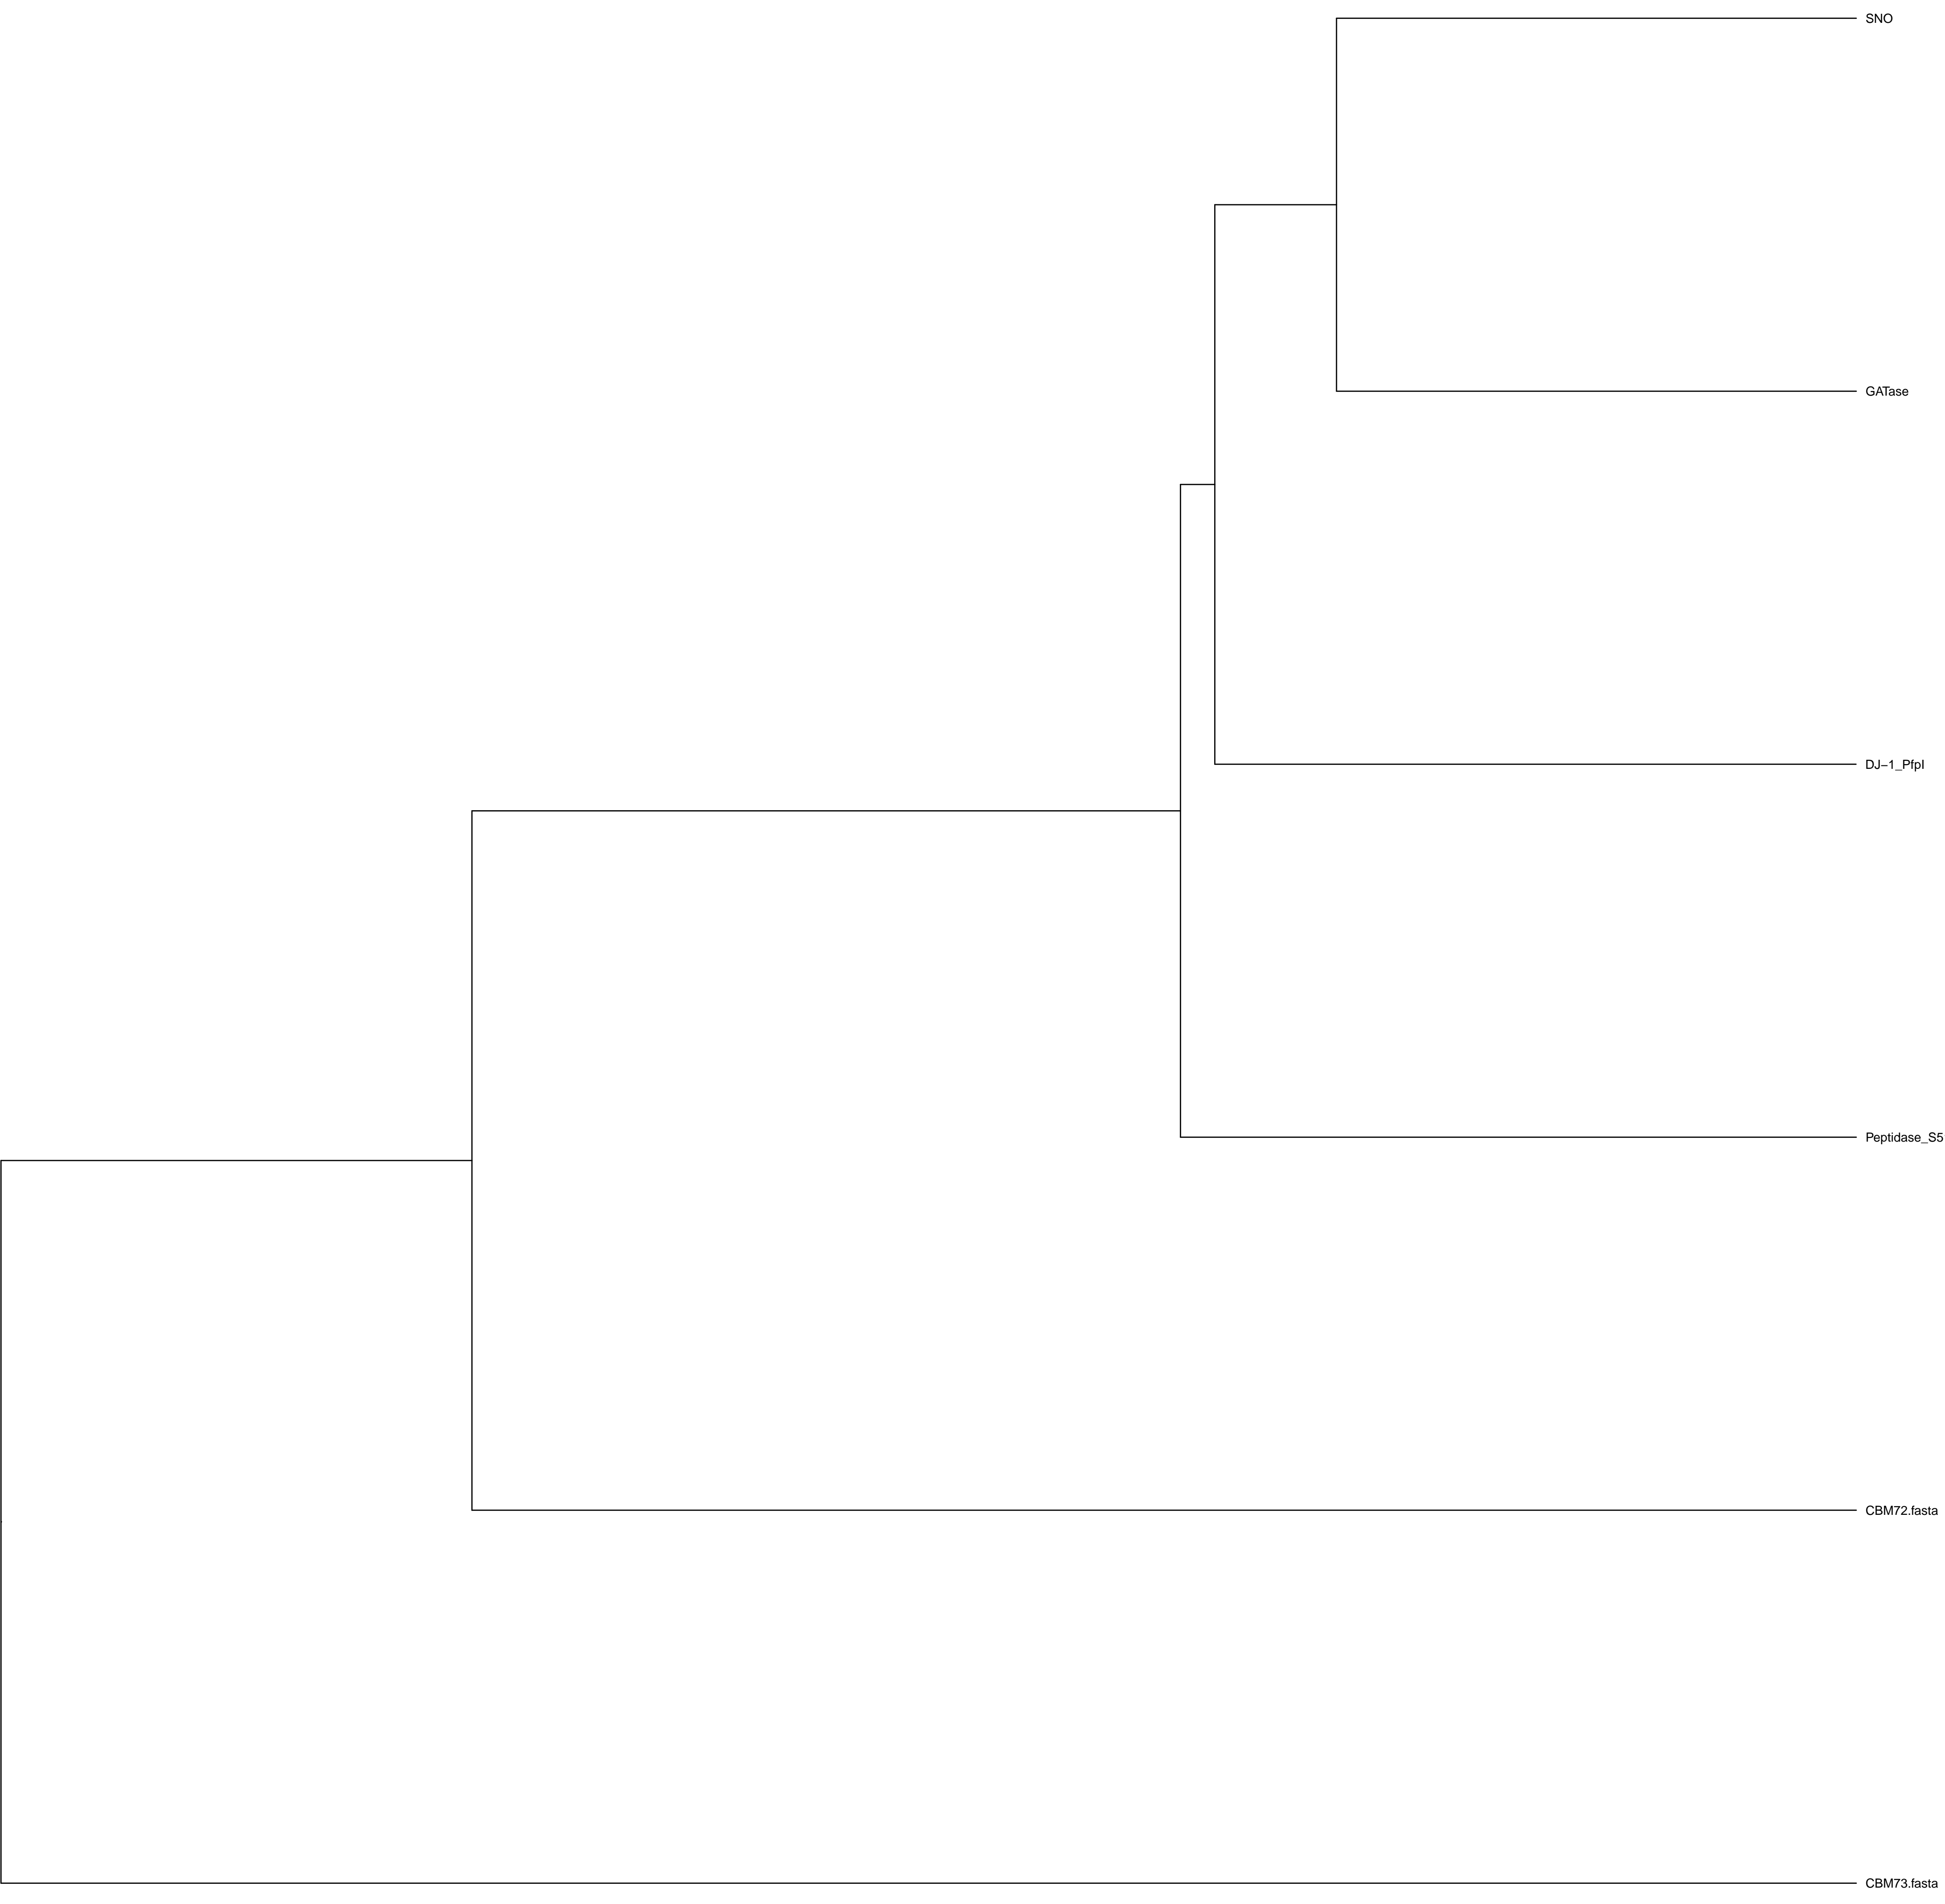 SNO
GATase
DJ−1_PfpI
Peptidase_S5
CBM72.fasta
CBM73.fasta